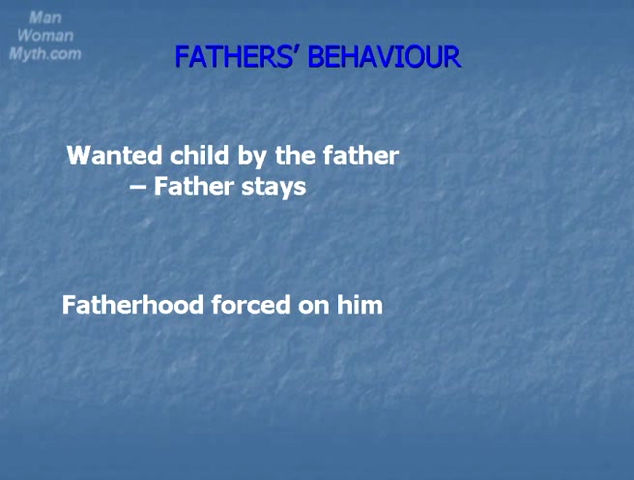 Man
Woman
Myth.com
FATHERS’ BEHAVIOUR
Wanted child by the father
– Father stays
Fatherhood forced on him